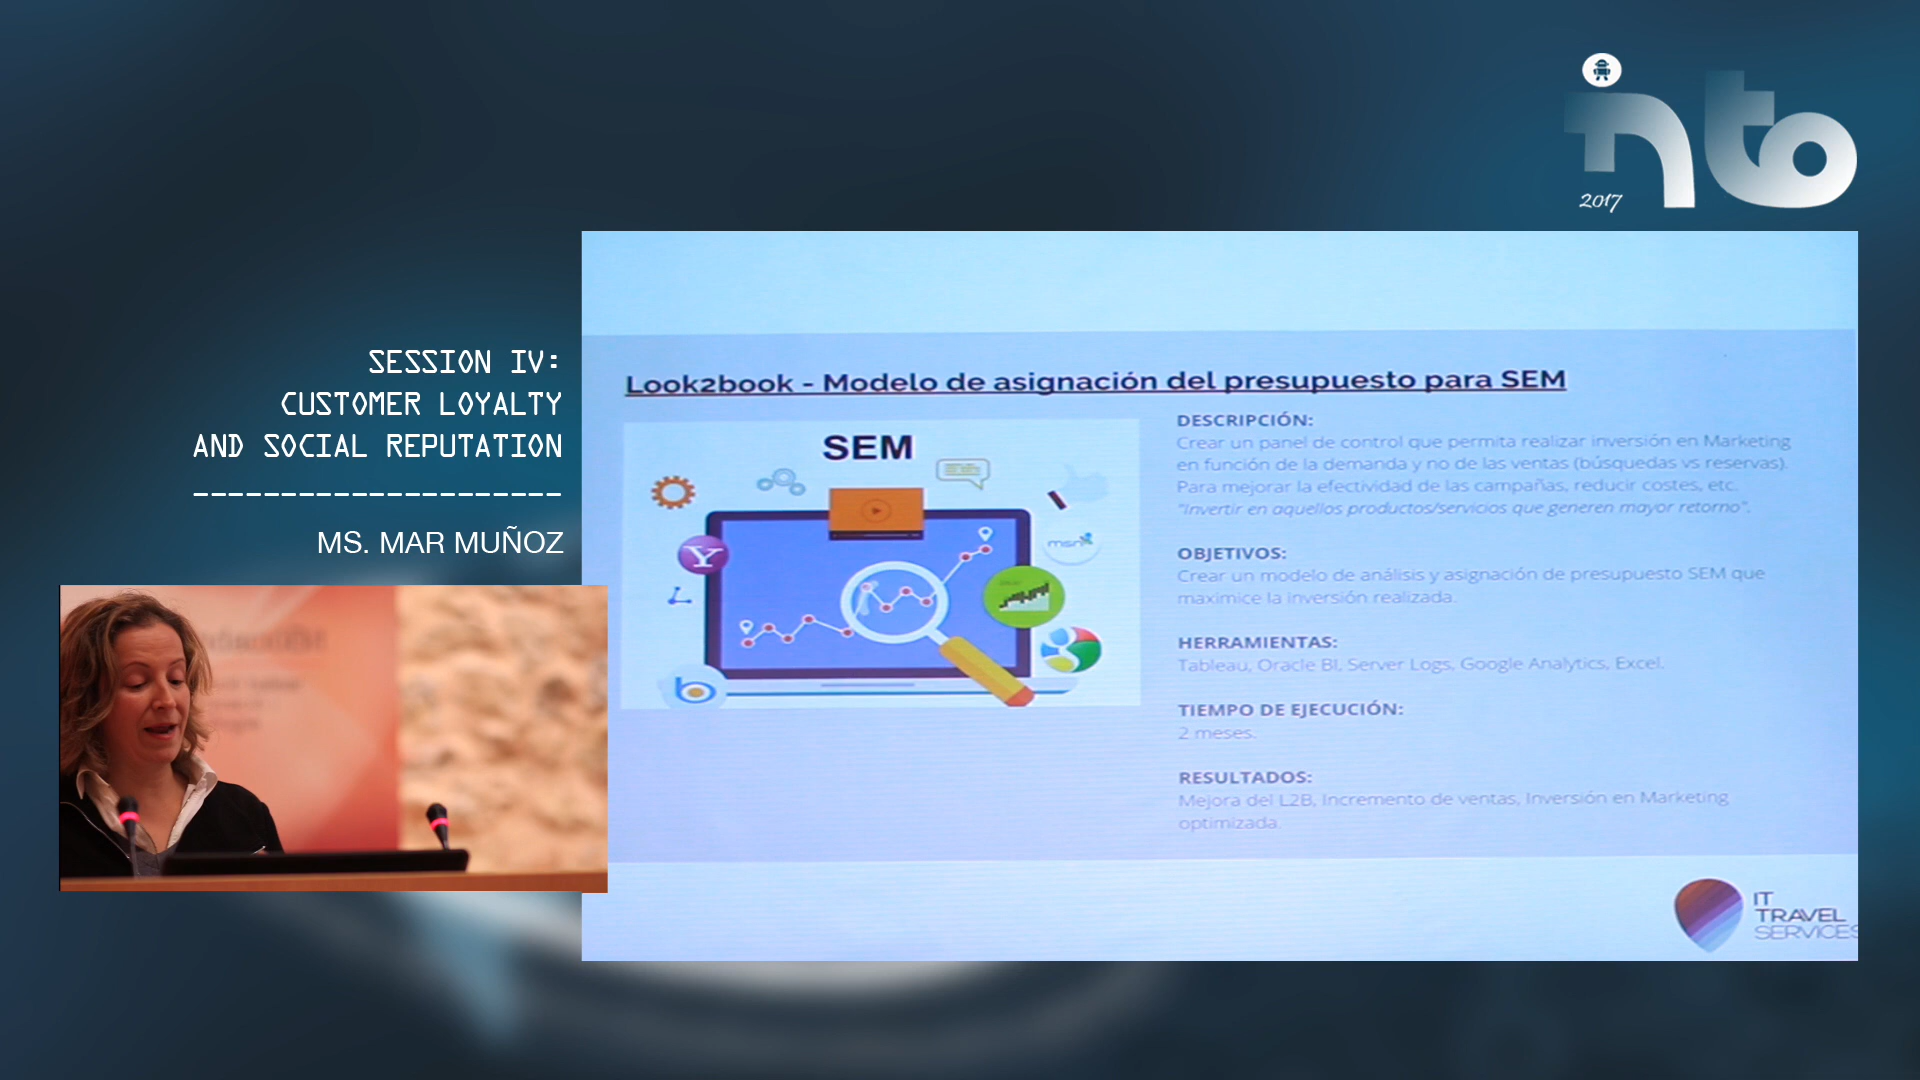 into
2017
SESSION IV:
CUSTOMER LOYALTY
AND SOCIAL REPUTATION
MS. MAR MUÑOZ
Look2book - Modelo de asignación del presupuesto para SEM
SEM
Y
msn
b
DESCRIPCIÓN:
Crear un panel de control que permita realizar inversión en Marketing
en función de la demanda y no de las ventas (búsquedas vs reservas).
Para mejorar la efectividad de las campañas, reducir costes, etc.
"Invertir en aquellos productos/servicios que generen mayor retorno".
OBJETIVOS:
Crear un modelo de análisis y asignación de presupuesto SEM que
maximice la inversión realizada.
HERRAMIENTAS:
Tableau, Oracle BI, Server Logs, Google Analytics, Excel.
TIEMPO DE EJECUCIÓN:
2 meses.
RESULTADOS:
Mejora del L2B, Incremento de ventas, Inversión en Marketing
optimizada.
IT
TRAVEL
SERVICES